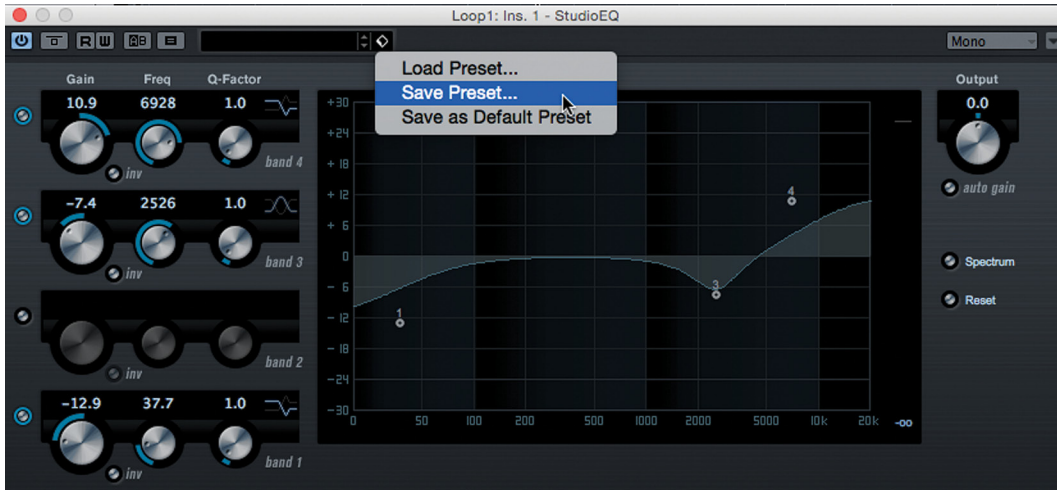 Loop1: Ins. 1 - StudioEQ
R W AB
Mono
Load Preset...
Save Preset...
Save as Default Preset
Gain Freq Q-Factor
10.9 6928 1.0
inv
band 4
-7.4 2526 1.0
inv
band 3
inv
band 2
-12.9 37.7 1.0
inv
band 1
+30
+24
+18
+12
+6
0
-6
-12
-18
-24
-30
1
3
4
0 50 100 200 500 1000 2000 5000 10k 20k -oo
Output
0.0
auto gain
Spectrum
Reset